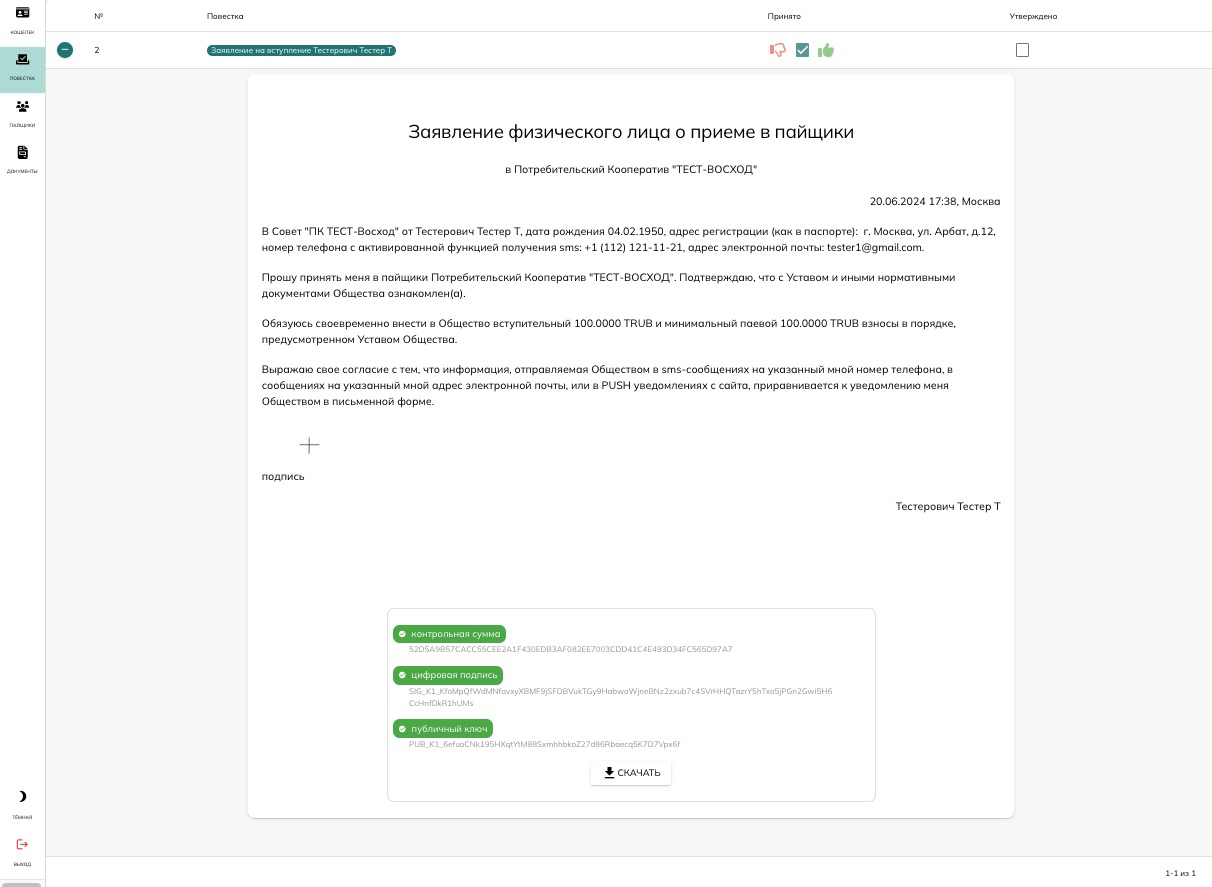 КОШЕЛЕК
ПОВЕСТКА
ПАЙЩИКИ
ДОКУМЕНТЫ
ТЁМНАЯ
ВЫХОД
№ Повестка Принято Утверждено
2 Заявление на вступление Тестерович Тестер Т
Заявление физического лица о приеме в пайщики
в Потребительский Кооператив "ТЕСТ-ВОСХОД"
20.06.2024 17:38, Москва
В Совет "ПК ТЕСТ-Восход" от Тестерович Тестер Т, дата рождения 04.02.1950, адрес регистрации (как в паспорте): г. Москва, ул. Арбат, д.12,
номер телефона с активированной функцией получения sms: +1 (112) 121-11-21, адрес электронной почты: tester1@gmail.com.
Прошу принять меня в пайщики Потребительский Кооператив "ТЕСТ-ВОСХОД". Подтверждаю, что с Уставом и иными нормативными
документами Общества ознакомлен(а).
Обязуюсь своевременно внести в Общество вступительный 100.0000 TRUB и минимальный паевой 100.0000 TRUB взносы в порядке,
предусмотренном Уставом Общества.
Выражаю свое согласие с тем, что информация, отправляемая Обществом в sms-сообщениях на указанный мной номер телефона, в
сообщениях на указанный мной адрес электронной почты, или в PUSH уведомлениях с сайта, приравнивается к уведомлению меня
Обществом в письменной форме.
подпись
Тестерович Тестер Т
контрольная сумма
52D5A9B57CACC55CEE2A1F430EDB3AF082EE7003CDD41C4E493D34FC565D97A7
цифровая подпись
SIG_K1_KfoMpQfWdMNfavxyXBMF9jSFDBVukTGy9HabwoWjneBNz2zxub7c4SVrHHQTazrY5hTxo5jPGn2Gwi5H6
CcHnfDkR1hUMs
публичный ключ
PUB_K1_6efuoCNk195HXqtYtM88SxmhhbkoZ27d86Rbaecq5K7D7Vpx6f
СКАЧАТЬ
1-1 из 1